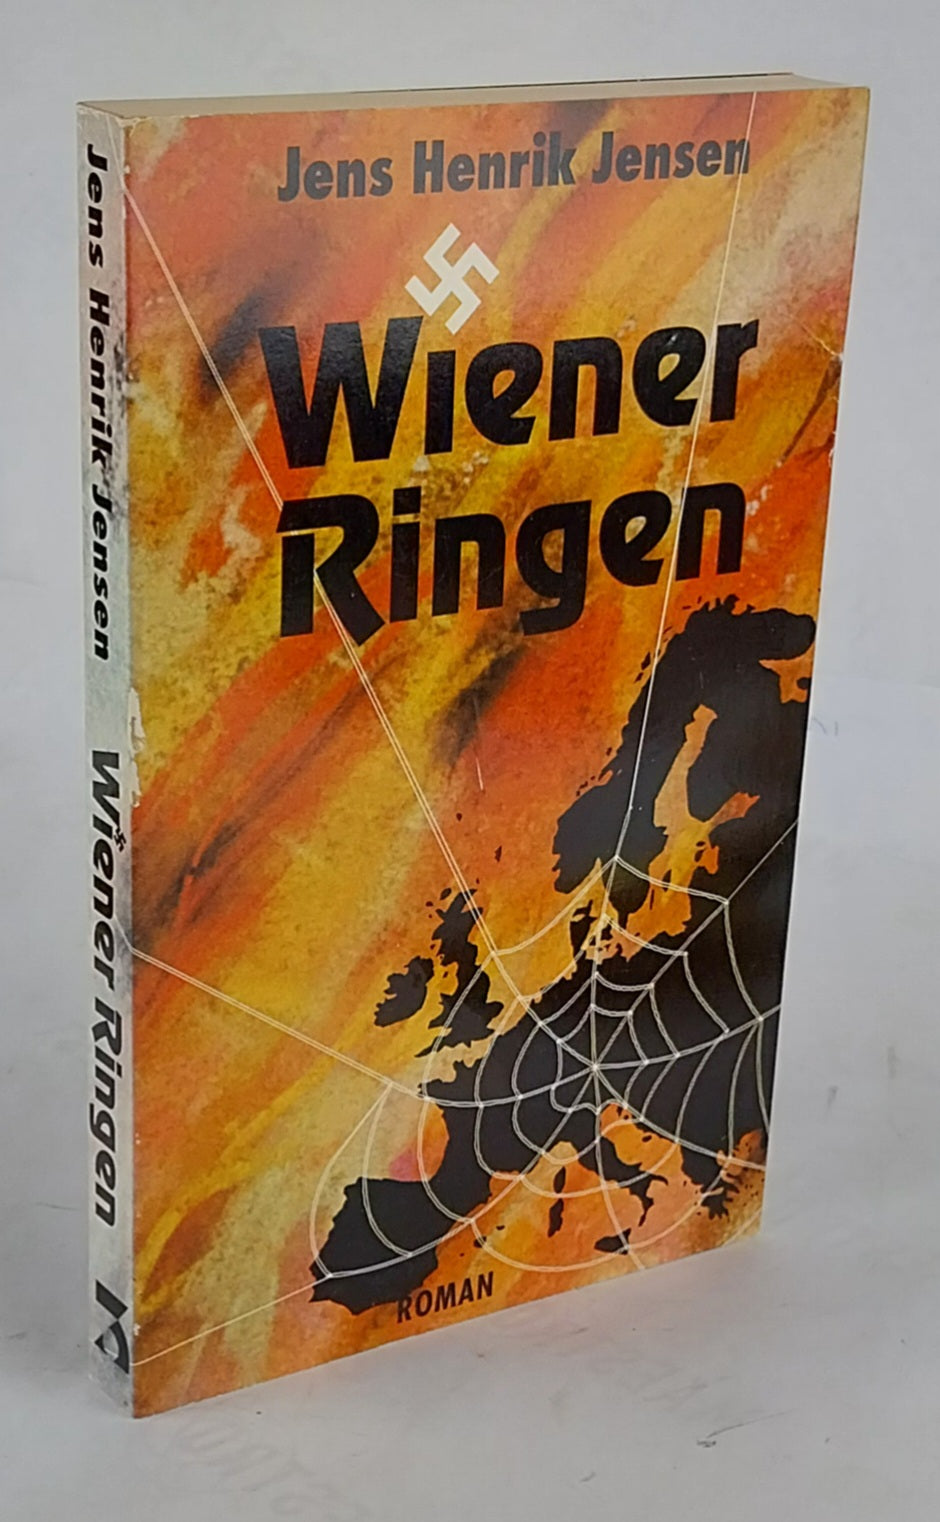 Jens Henrik Jensen
Wiener
Ringen
ROMAN
Jens Henrik Jensen Wiener Ringen